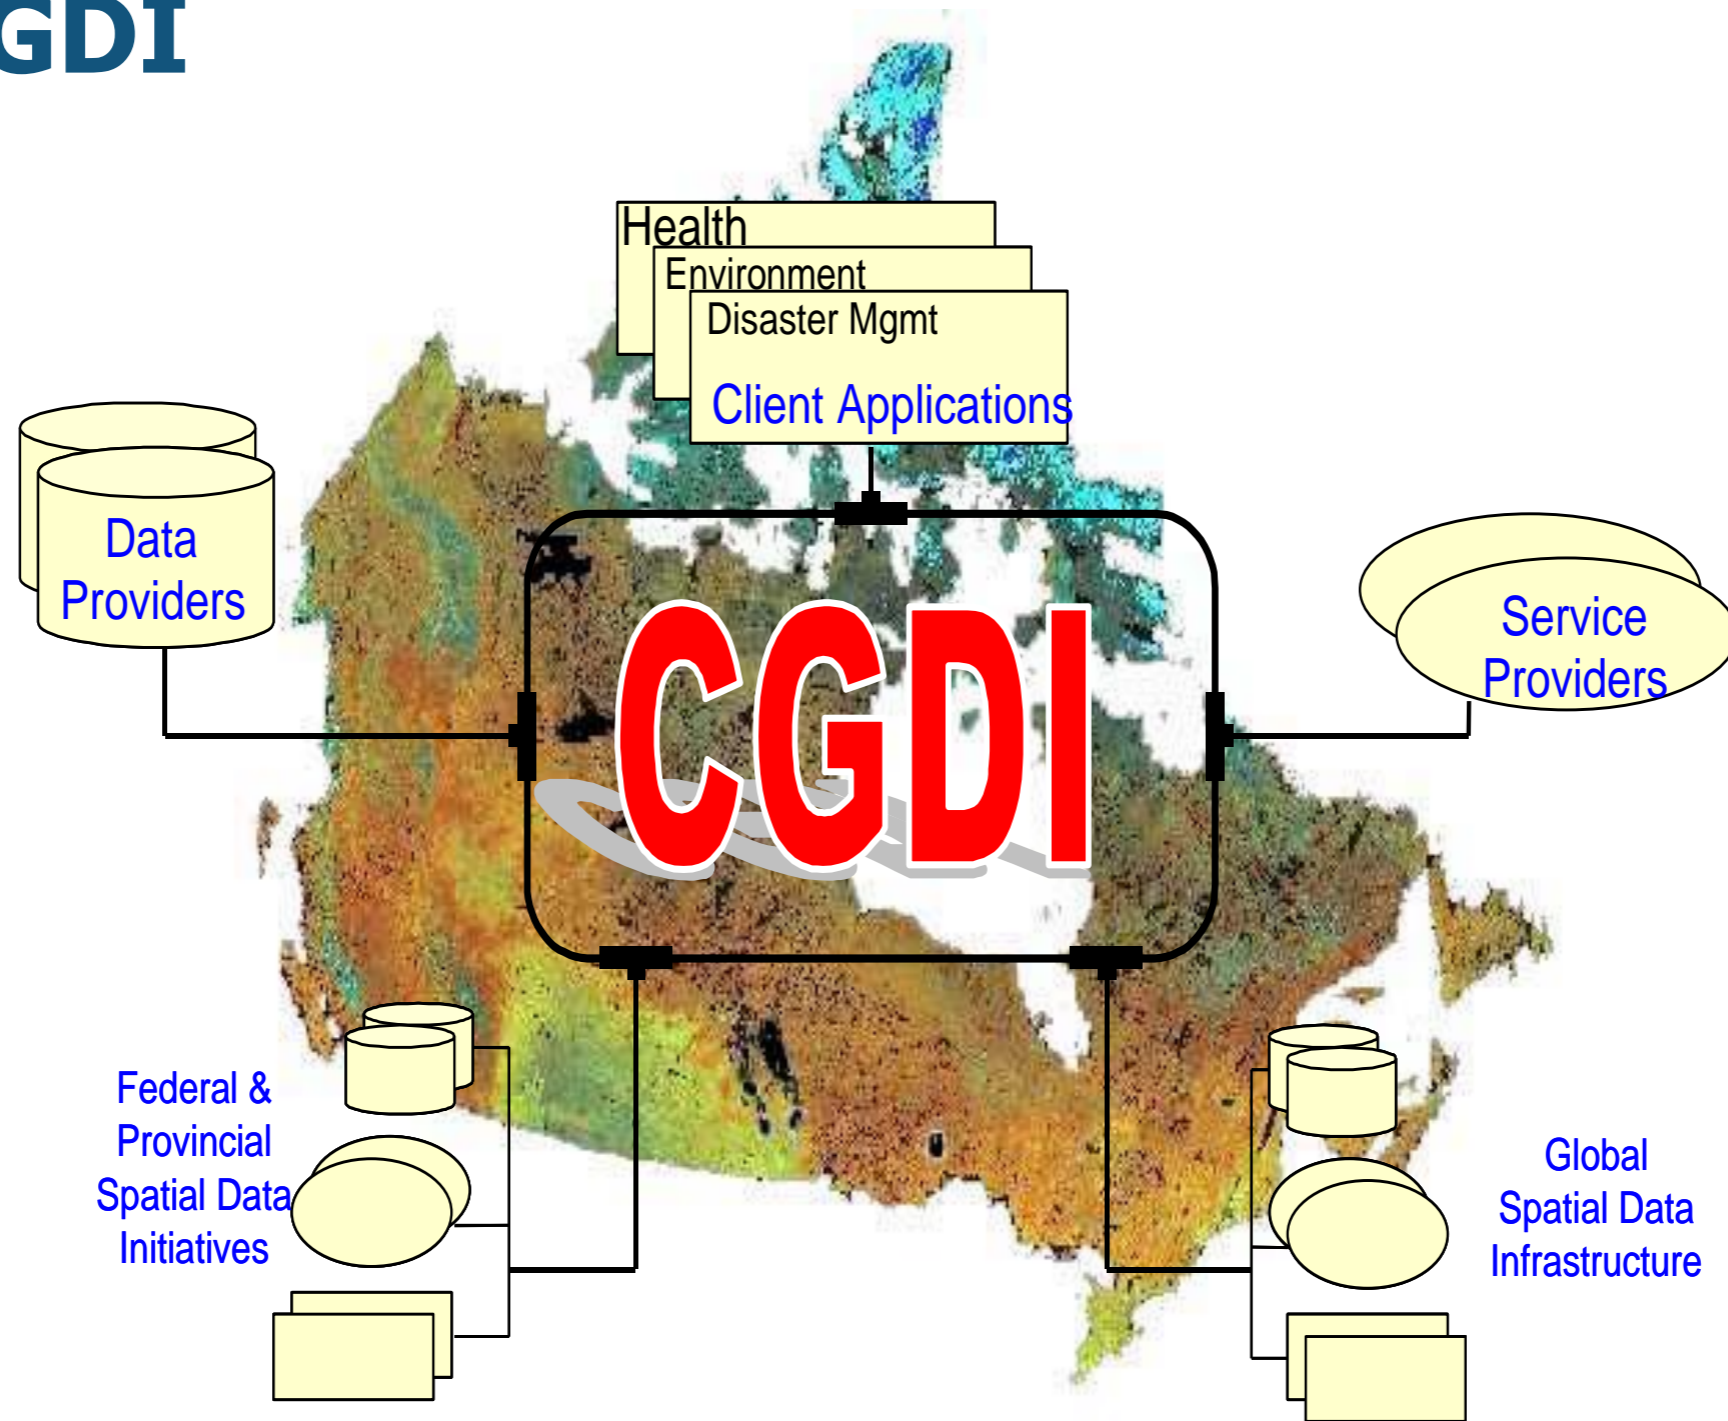 GDI
Health
Environment
Disaster Mgmt
Client Applications
Data
Providers
Service
Providers
CGDI
Federal &
Provincial
Spatial Data
Initiatives
Global
Spatial Data
Infrastructure